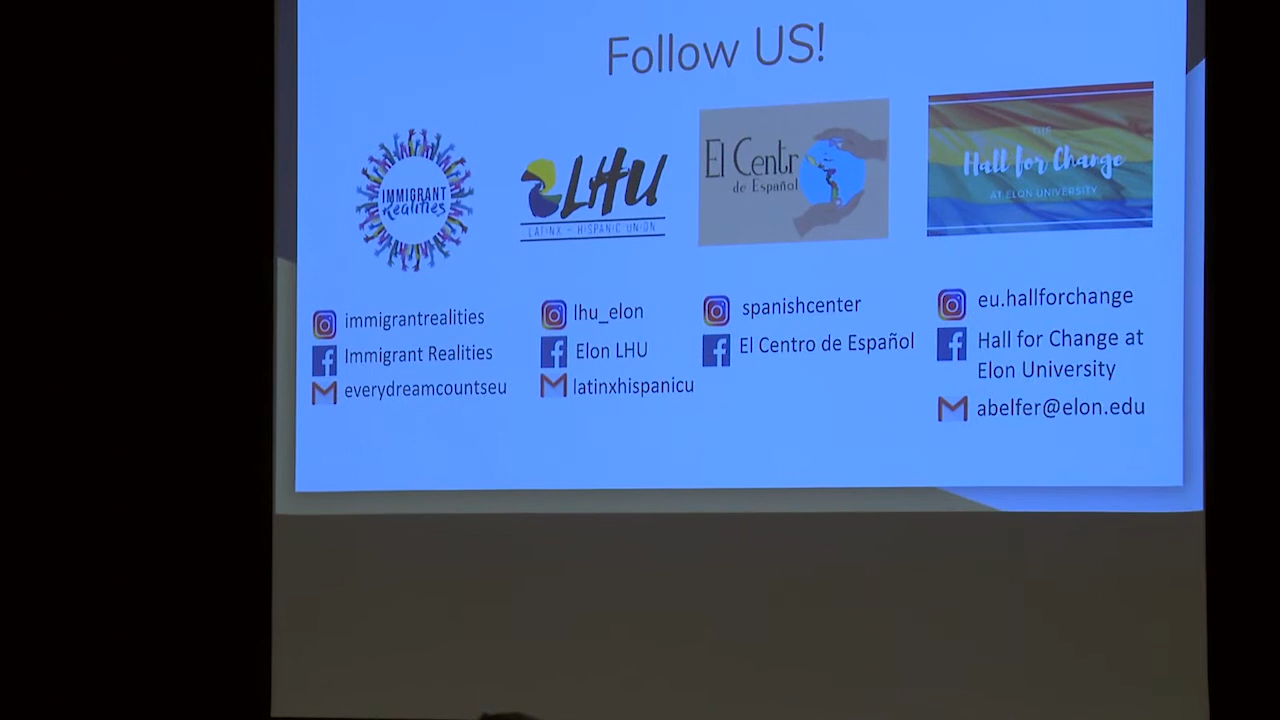 Follow US!
IMMIGRANT
Realities
LHU
LATINX - HISPANIC UNION
El Centr
de Español
THE
Hall for Change
AT ELON UNIVERSITY
immigrantrealities
Immigrant Realities
everydreamcountseu
lhu_elon
Elon LHU
latinxhispanicu
spanishcenter
El Centro de Español
eu.hallforchange
Hall for Change at
Elon University
abelfer@elon.edu